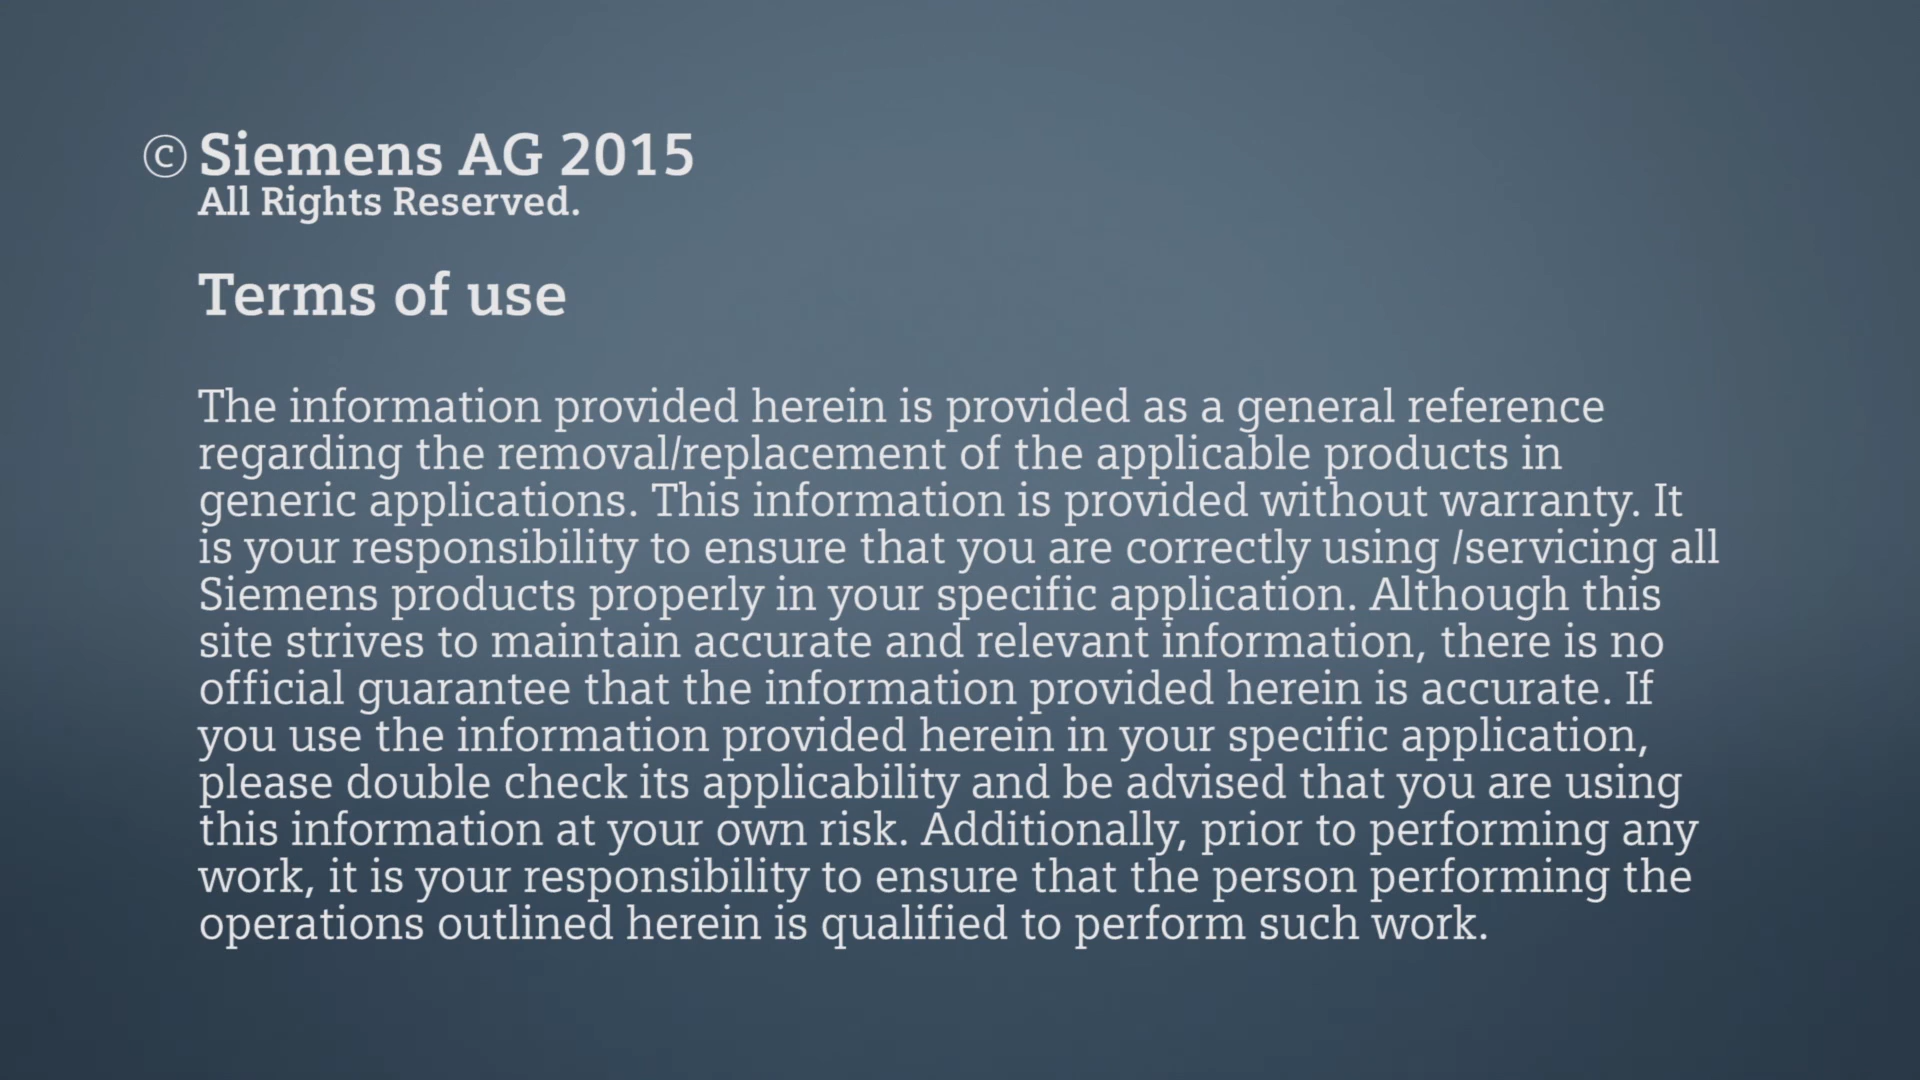 © Siemens AG 2015
All Rights Reserved.
Terms of use
The information provided herein is provided as a general reference
regarding the removal/replacement of the applicable products in
generic applications. This information is provided without warranty. It
is your responsibility to ensure that you are correctly using /servicing all
Siemens products properly in your specific application. Although this
site strives to maintain accurate and relevant information, there is no
official guarantee that the information provided herein is accurate. If
you use the information provided herein in your specific application,
please double check its applicability and be advised that you are using
this information at your own risk. Additionally, prior to performing any
work, it is your responsibility to ensure that the person performing the
operations outlined herein is qualified to perform such work.